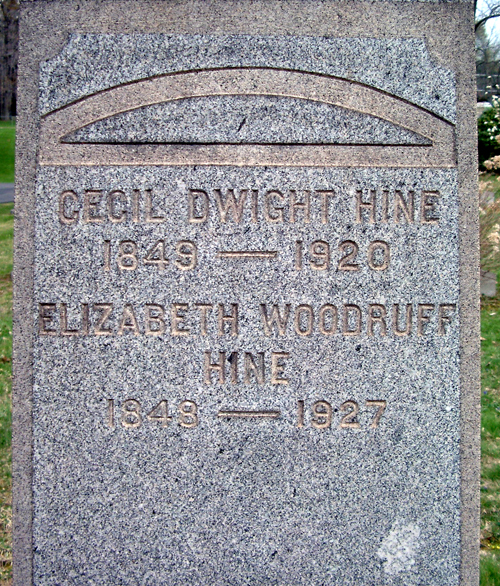 CECIL DWIGHT HINE
1849 — 1920
ELIZABETH WOODRUFF
HINE
1848 — 1927